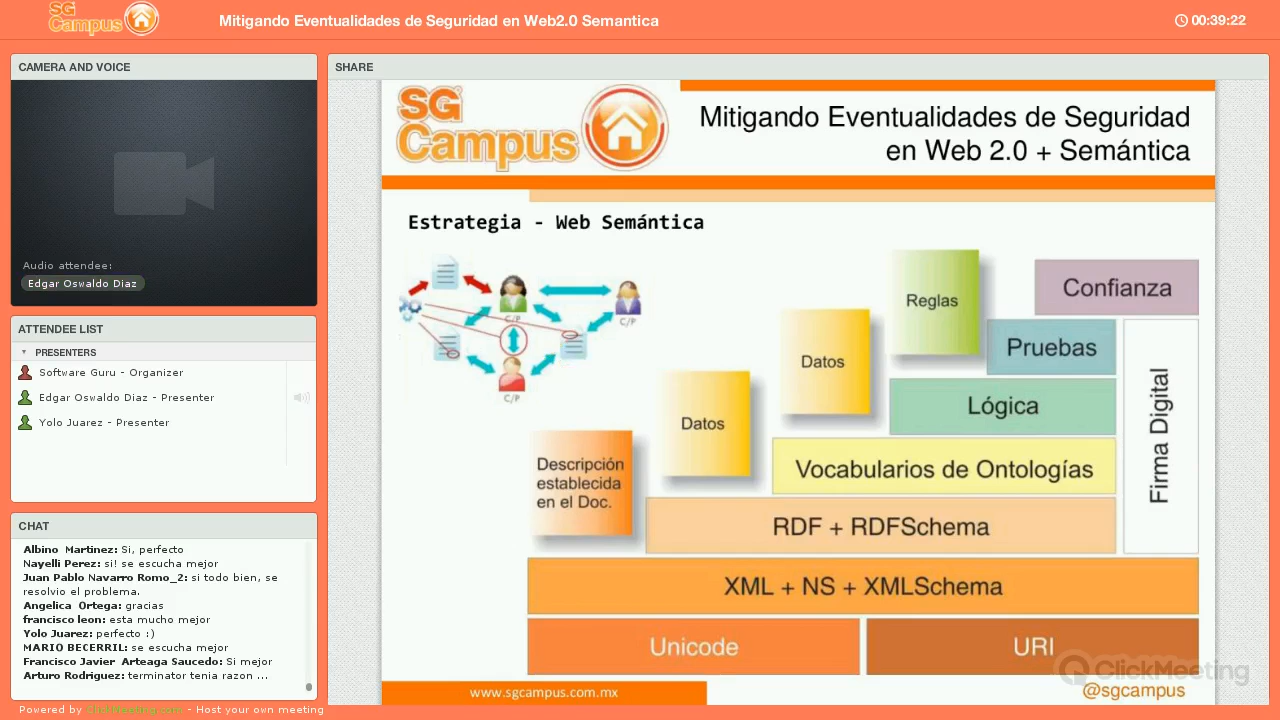 SG
Campus
Mitigando Eventualidades de Seguridad en Web2.0 Semantica
00:39:22
CAMERA AND VOICE
Audio attendee:
Edgar Oswaldo Diaz
ATTENDEE LIST
PRESENTERS
Software Guru - Organizer
Edgar Oswaldo Diaz - Presenter
Yolo Juarez - Presenter
CHAT
Albino Martinez: Si, perfecto
Nayelli Perez: si! se escucha mejor
Juan Pablo Navarro Romo_2: si todo bien, se
resolvio el problema.
Angelica Ortega: gracias
francisco leon: esta mucho mejor
Yolo Juarez: perfecto :)
MARIO BECERRIL: se escucha mejor
Francisco Javier Arteaga Saucedo: Si mejor
Arturo Rodriguez: terminator tenia razon ...
Powered by ClickMeeting.com - Host your own meeting
SHARE
SG
Campus
Mitigando Eventualidades de Seguridad
en Web 2.0 + Semántica
Estrategia - Web Semántica
C/P
C/P
C/P
Reglas
Confianza
Datos
Pruebas
Lógica
Datos
Firma Digital
Descripción
establecida
en el Doc.
Vocabularios de Ontologías
RDF + RDFSchema
XML + NS + XMLSchema
Unicode
URI
ClickMeeting
www.sgcampus.com.mx
@sgcampus